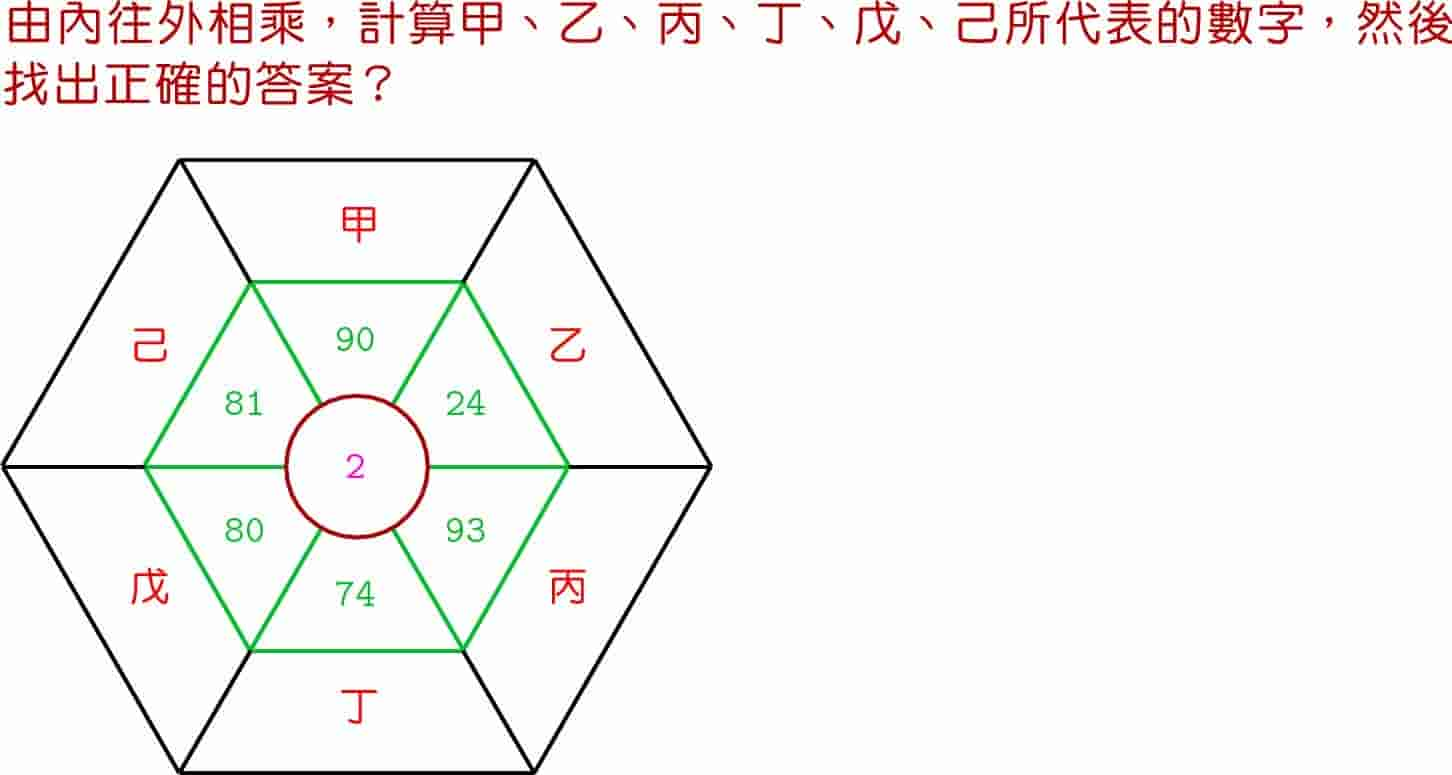 由內往外相乘，計算甲、乙、丙、丁、戊、己所代表的數字，然後
找出正確的答案？
甲
己
90
乙
81
24
2
80
93
戊
74
丙
丁